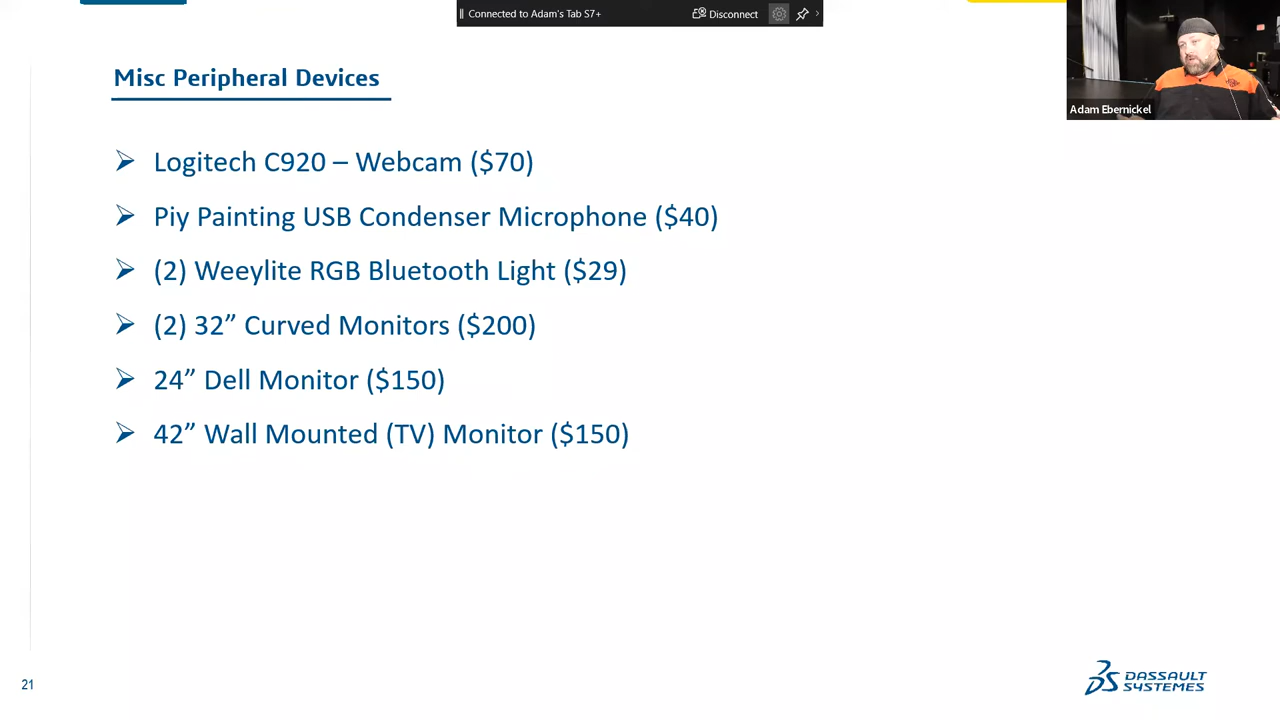 Connected to Adam's Tab S7+
Disconnect
Misc Peripheral Devices
Adam Ebernickel
Logitech C920 – Webcam ($70)
Piy Painting USB Condenser Microphone ($40)
(2) Weeylite RGB Bluetooth Light ($29)
(2) 32” Curved Monitors ($200)
24” Dell Monitor ($150)
42” Wall Mounted (TV) Monitor ($150)
21
DASSAULT
SYSTEMES